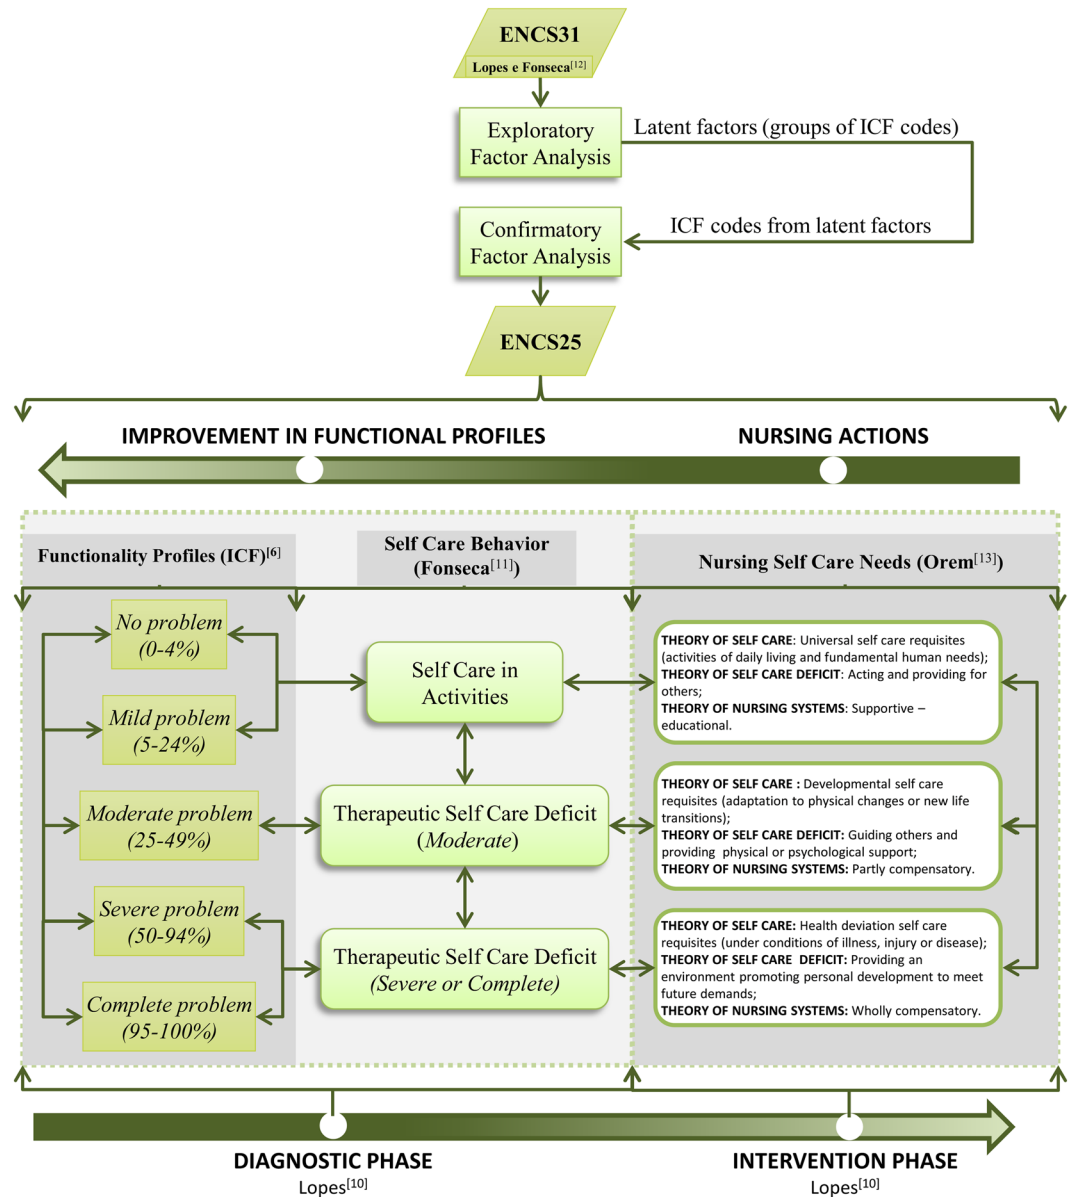 ENCS31
Lopes e Fonseca[12]
Exploratory
Factor Analysis
Latent factors (groups of ICF codes)
Confirmatory
Factor Analysis
ICF codes from latent factors
ENCS25
IMPROVEMENT IN FUNCTIONAL PROFILES
NURSING ACTIONS
Functionality Profiles (ICF)[6]
Self Care Behavior
(Fonseca[11])
Nursing Self Care Needs (Orem[13])
No problem
(0-4%)
Mild problem
(5-24%)
Moderate problem
(25-49%)
Severe problem
(50-94%)
Complete problem
(95-100%)
Self Care in
Activities
Therapeutic Self Care Deficit
(Moderate)
Therapeutic Self Care Deficit
(Severe or Complete)
THEORY OF SELF CARE: Universal self care requisites
(activities of daily living and fundamental human needs);
THEORY OF SELF CARE DEFICIT: Acting and providing for
others;
THEORY OF NURSING SYSTEMS: Supportive –
educational.
THEORY OF SELF CARE : Developmental self care
requisites (adaptation to physical changes or new life
transitions);
THEORY OF SELF CARE DEFICIT: Guiding others and
providing physical or psychological support;
THEORY OF NURSING SYSTEMS: Partly compensatory.
THEORY OF SELF CARE: Health deviation self care
requisites (under conditions of illness, injury or disease);
THEORY OF SELF CARE DEFICIT: Providing an
environment promoting personal development to meet
future demands;
THEORY OF NURSING SYSTEMS: Wholly compensatory.
DIAGNOSTIC PHASE
Lopes[10]
INTERVENTION PHASE
Lopes[10]